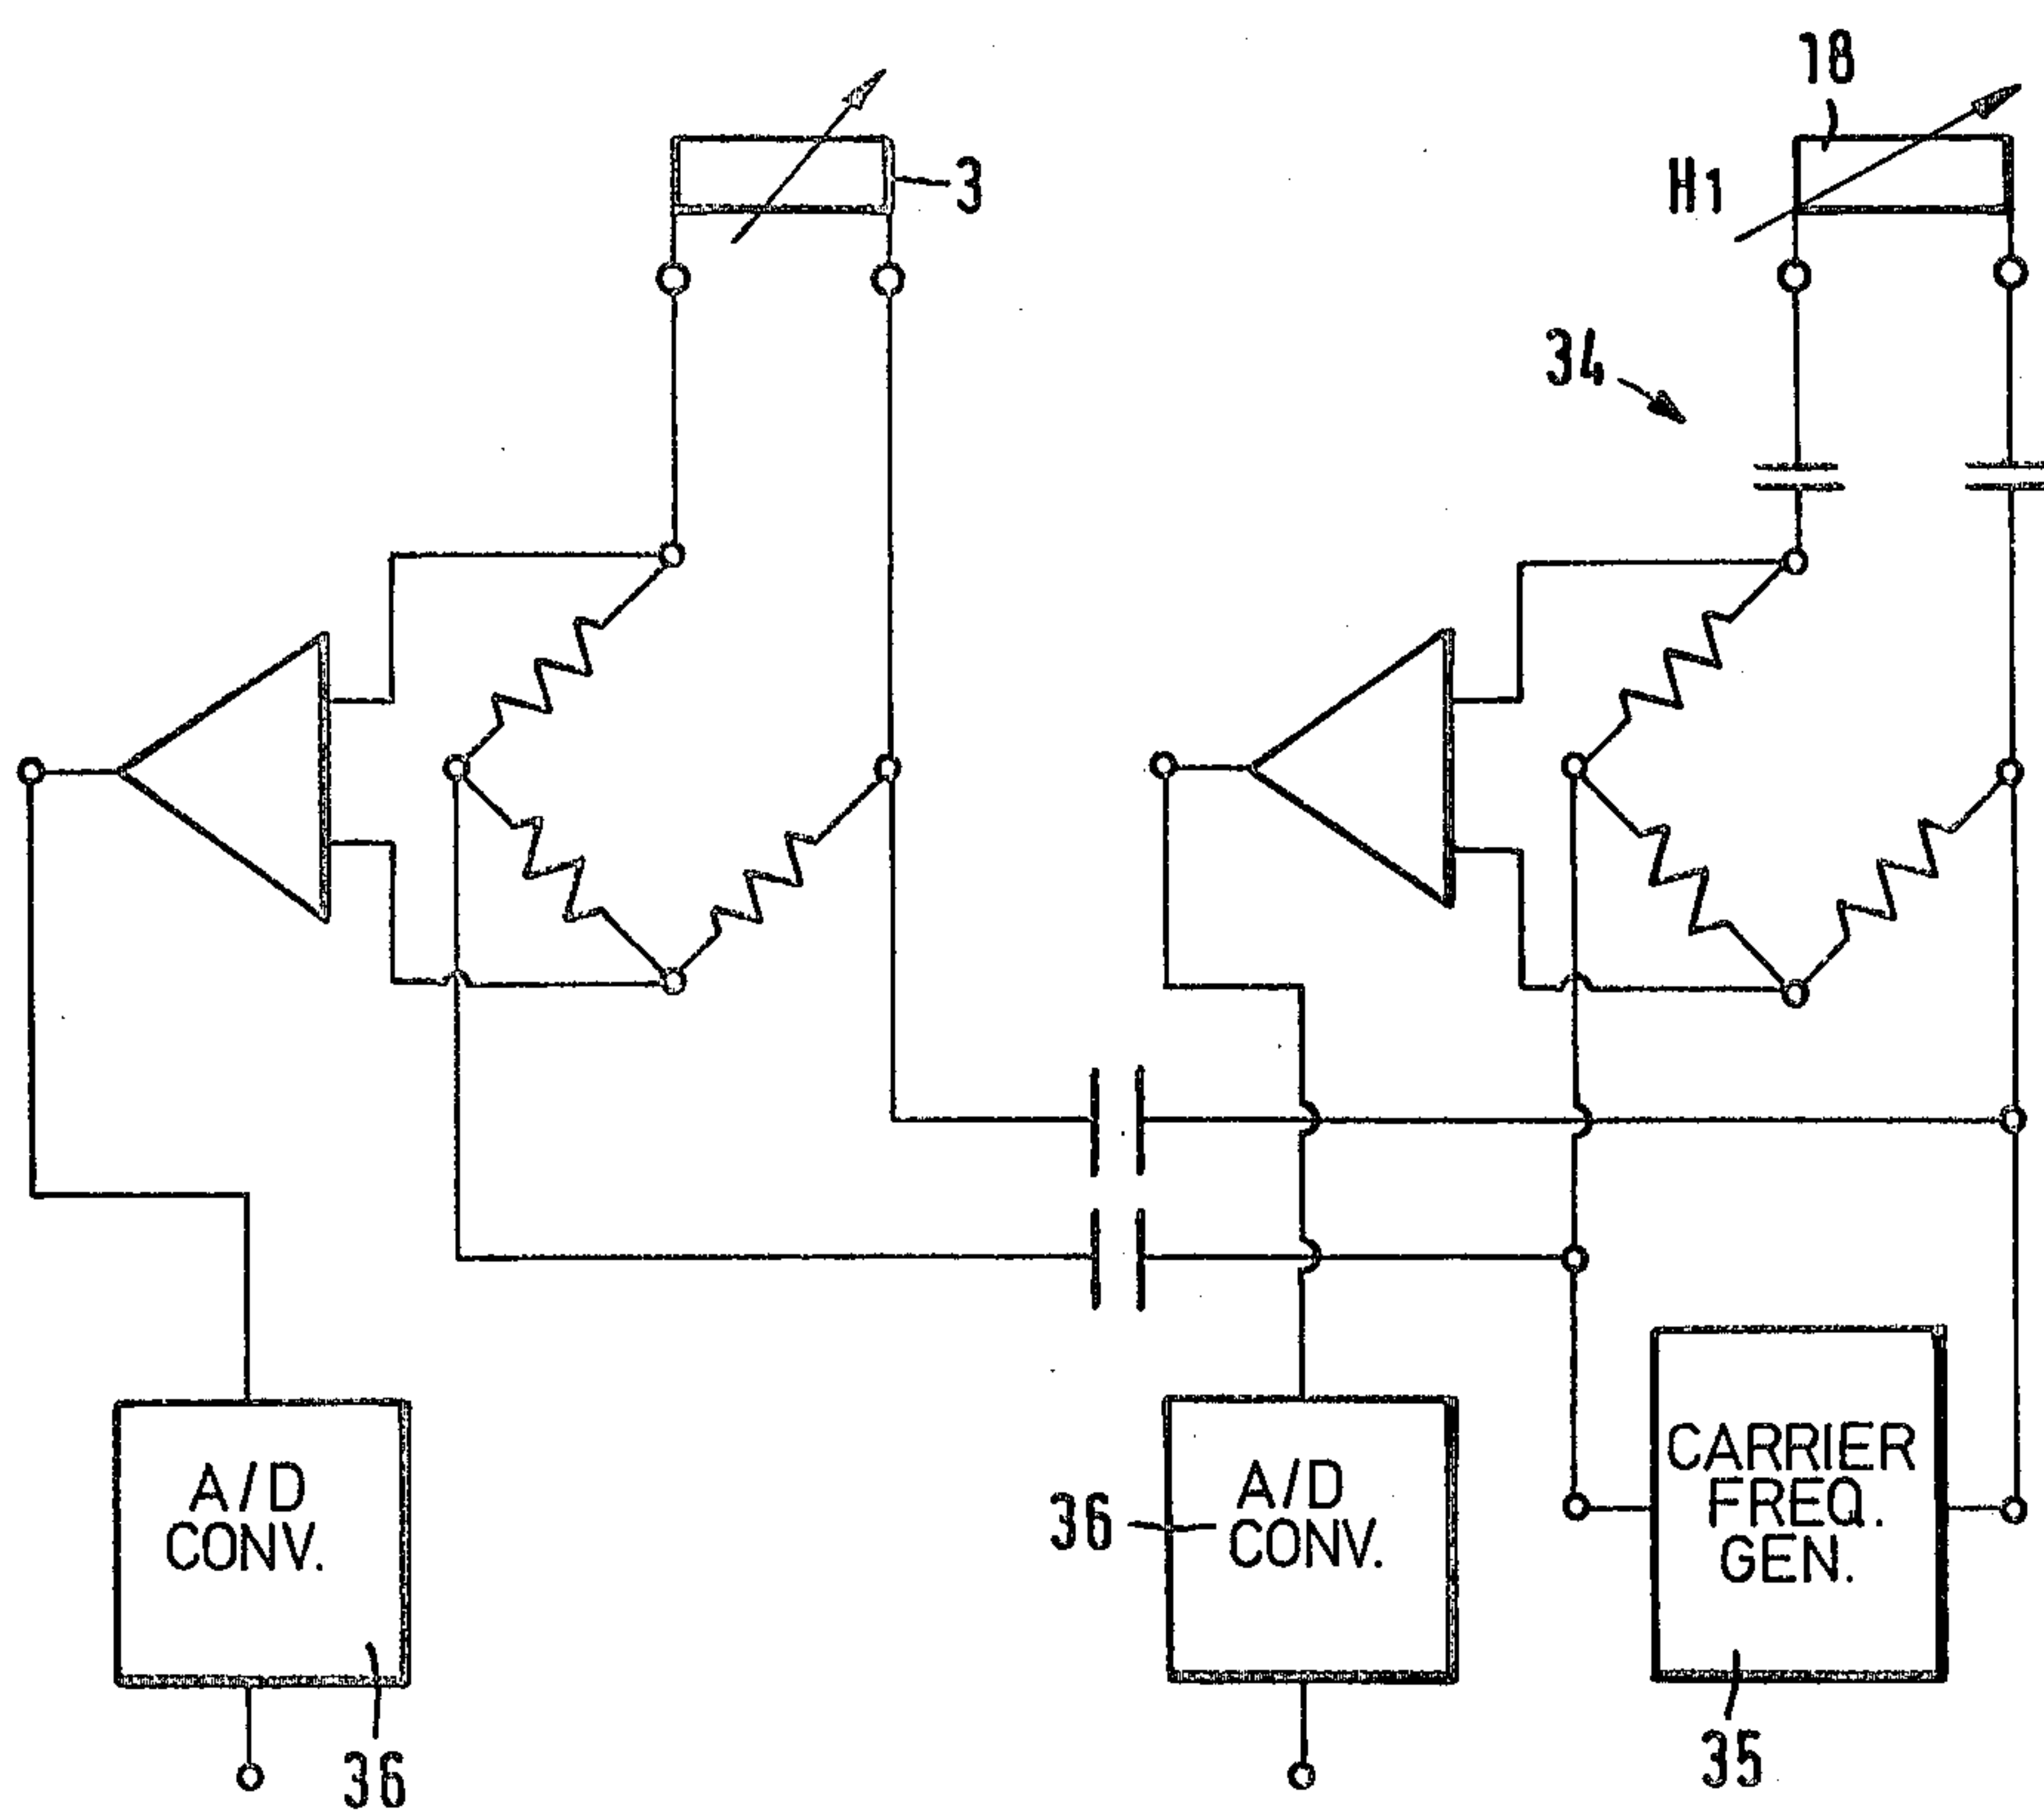 18
3
H1
34
A/D
CONV.
36
36
A/D
CONV.
CARRIER
FREQ.
GEN.
35